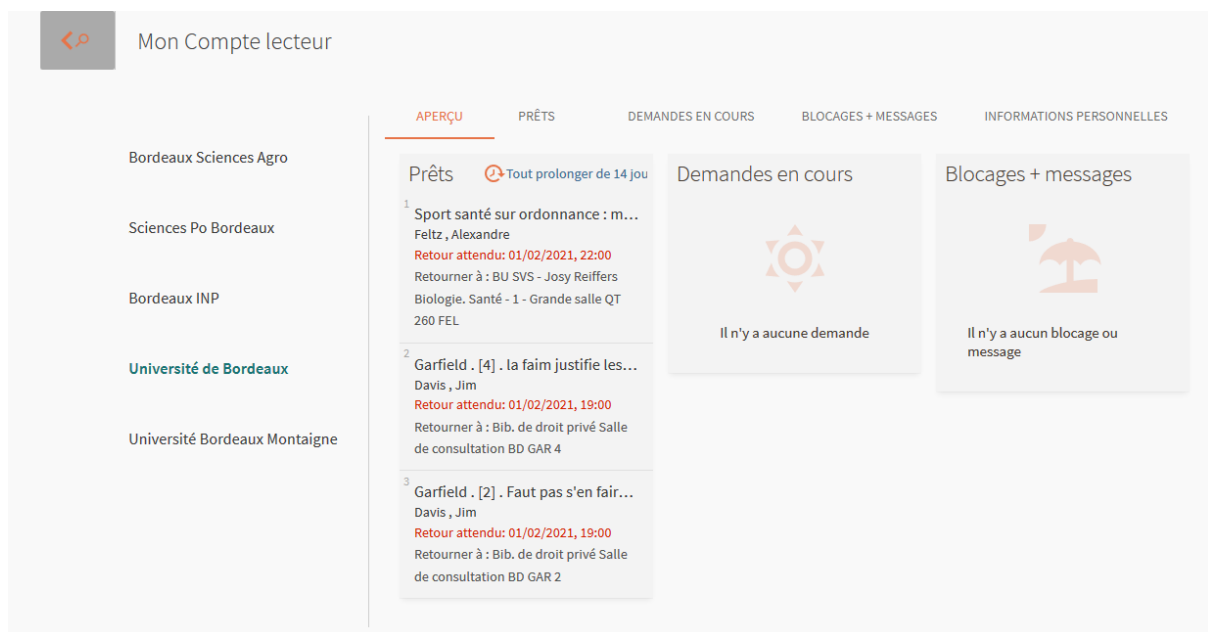 Mon Compte lecteur
APERÇU PRÊTS DEMANDES EN COURS BLOCAGES + MESSAGES INFORMATIONS PERSONNELLES
Bordeaux Sciences Agro
Sciences Po Bordeaux
Bordeaux INP
Université de Bordeaux
Université Bordeaux Montaigne
Prêts Tout prolonger de 14 jou
1
Sport santé sur ordonnance : m...
Feltz , Alexandre
Retour attendu: 01/02/2021, 22:00
Retourner à : BU SVS - Josy Reiffers
Biologie. Santé - 1 - Grande salle QT
260 FEL
2
Garfield . [4] . la faim justifie les...
Davis , Jim
Retour attendu: 01/02/2021, 19:00
Retourner à : Bib. de droit privé Salle
de consultation BD GAR 4
3
Garfield . [2] . Faut pas s'en fair...
Davis , Jim
Retour attendu: 01/02/2021, 19:00
Retourner à : Bib. de droit privé Salle
de consultation BD GAR 2
Demandes en cours
Il n'y a aucune demande
Blocages + messages
Il n'y a aucun blocage ou
message